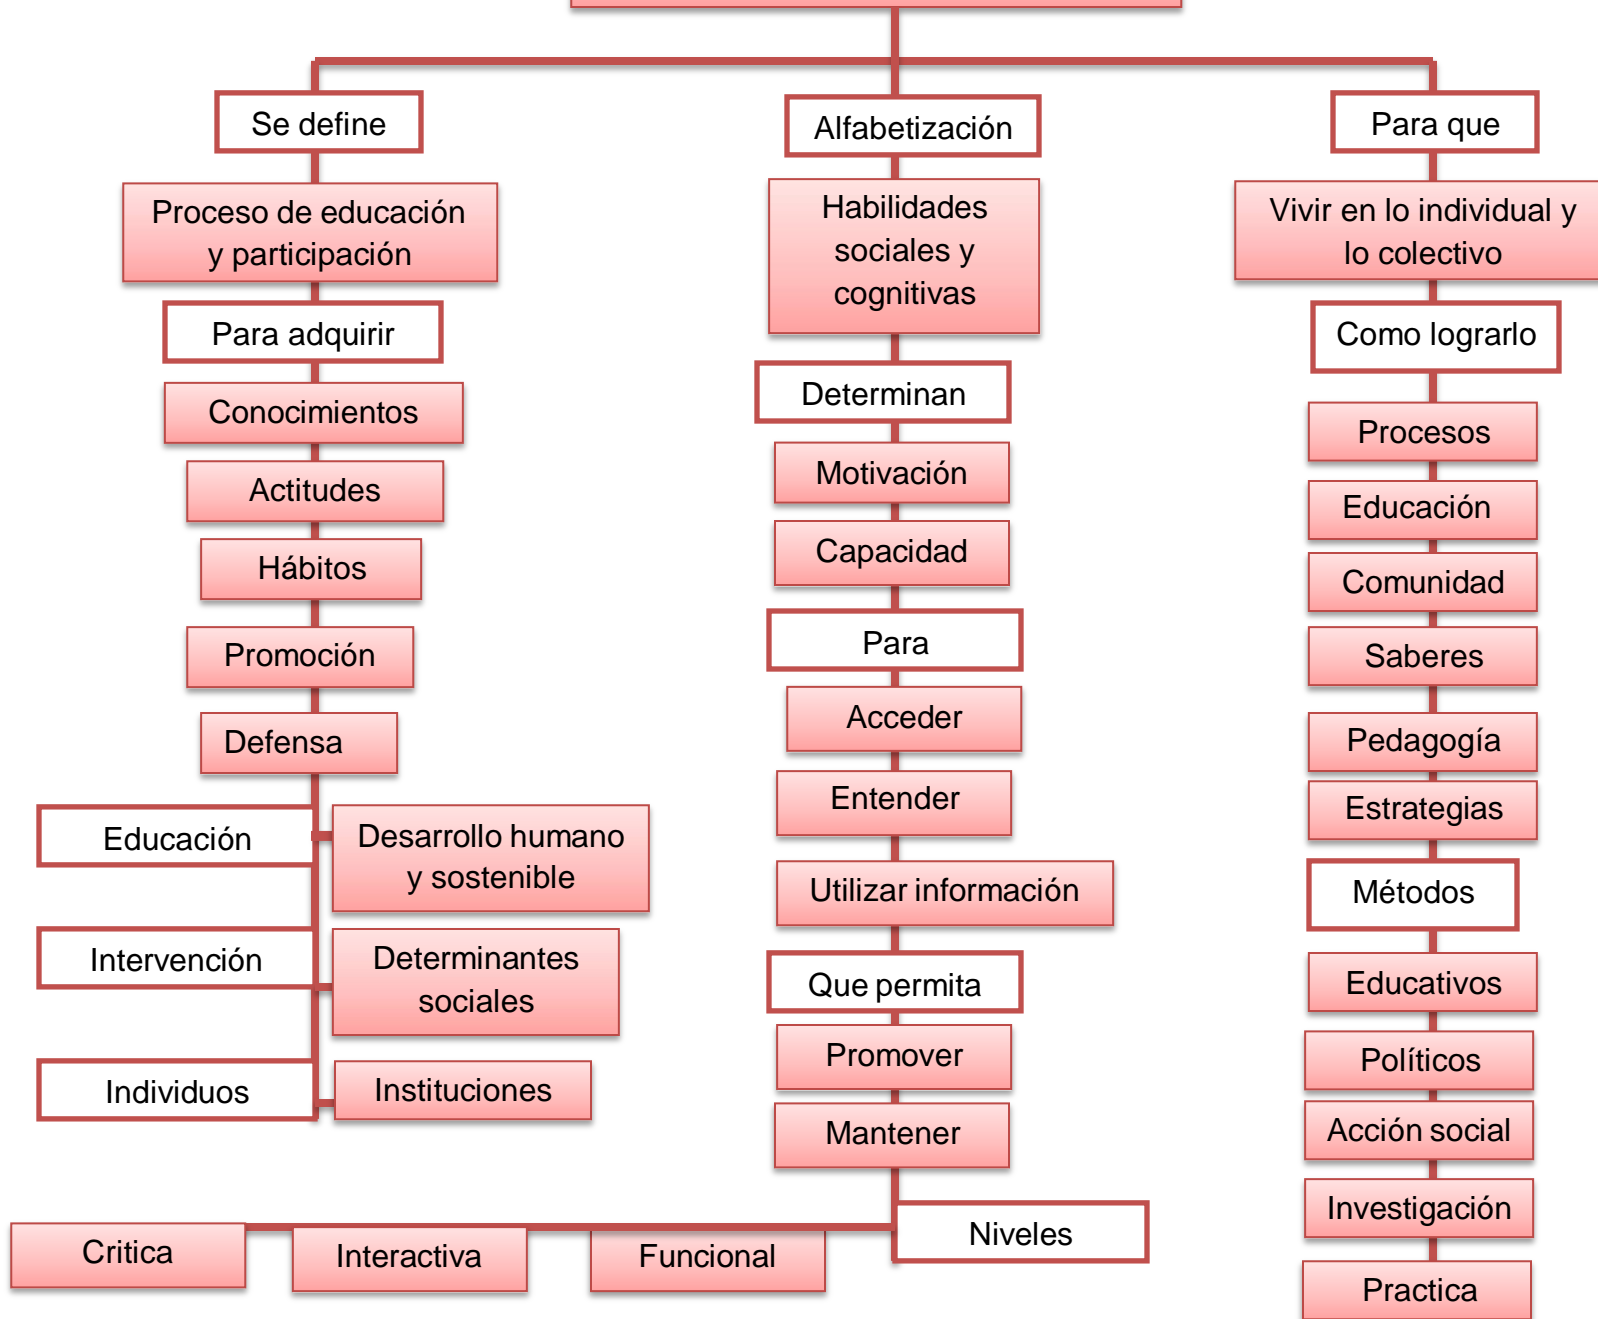 Se define
Proceso de educación
y participación
Para adquirir
Conocimientos
Actitudes
Hábitos
Promoción
Defensa
Educación
Desarrollo humano
y sostenible
Intervención
Determinantes
sociales
Individuos
Instituciones
Alfabetización
Habilidades
sociales y
cognitivas
Determinan
Motivación
Capacidad
Para
Acceder
Entender
Utilizar información
Que permita
Promover
Mantener
Niveles
Critica
Interactiva
Funcional
Para que
Vivir en lo individual y
lo colectivo
Como lograrlo
Procesos
Educación
Comunidad
Saberes
Pedagogía
Estrategias
Métodos
Educativos
Políticos
Acción social
Investigación
Practica